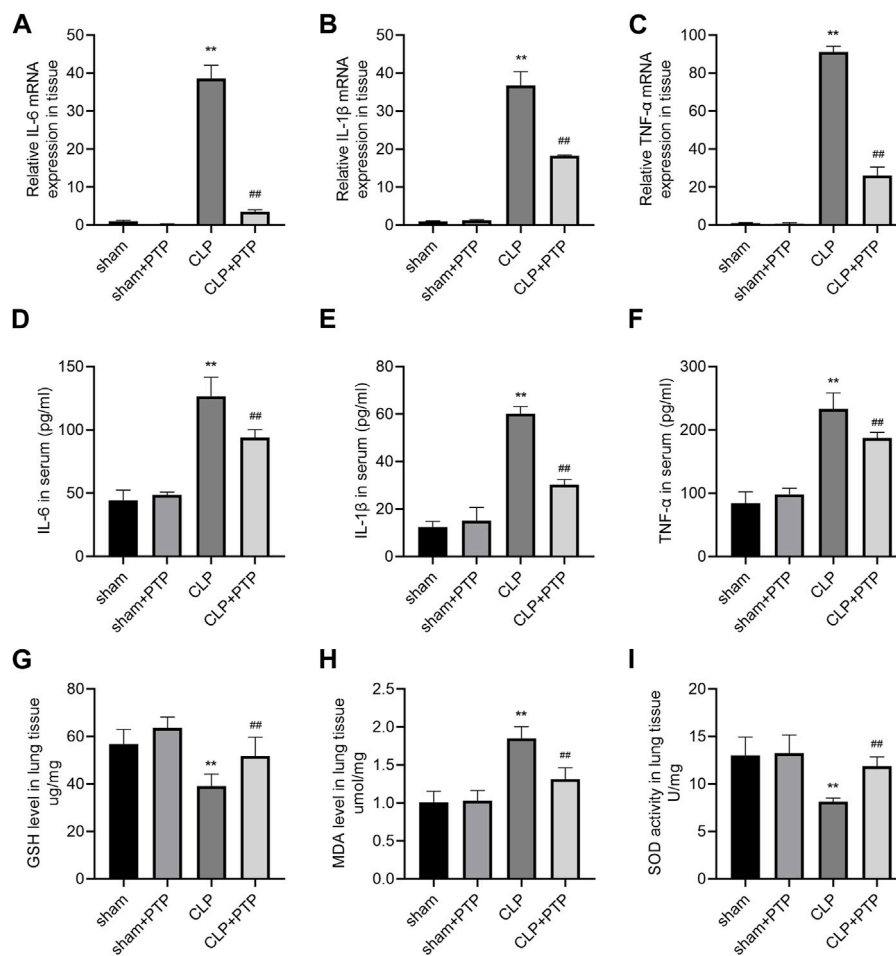 A
Relative IL-6 mRNA
expression in tissue
50
40
30
20
10
0
**
##
sham
sham+PTP
CLP
CLP+PTP
B
Relative IL-1β mRNA
expression in tissue
50
40
30
20
10
0
**
##
sham
sham+PTP
CLP
CLP+PTP
C
Relative TNF-α mRNA
expression in tissue
100
80
60
40
20
0
**
##
sham
sham+PTP
CLP
CLP+PTP
D
IL-6 in serum (pg/ml)
150
100
50
0
**
##
sham
sham+PTP
CLP
CLP+PTP
E
IL-1β in serum (pg/ml)
80
60
40
20
0
**
##
sham
sham+PTP
CLP
CLP+PTP
F
TNF-α in serum (pg/ml)
300
200
100
0
**
##
sham
sham+PTP
CLP
CLP+PTP
G
GSH level in lung tissue
ug/mg
80
60
40
20
0
**
##
sham
sham+PTP
CLP
CLP+PTP
H
MDA level in lung tissue
umol/mg
2.5
2.0
1.5
1.0
0.5
0.0
**
##
sham
sham+PTP
CLP
CLP+PTP
I
SOD activity in lung tissue
U/mg
20
15
10
5
0
**
##
sham
sham+PTP
CLP
CLP+PTP